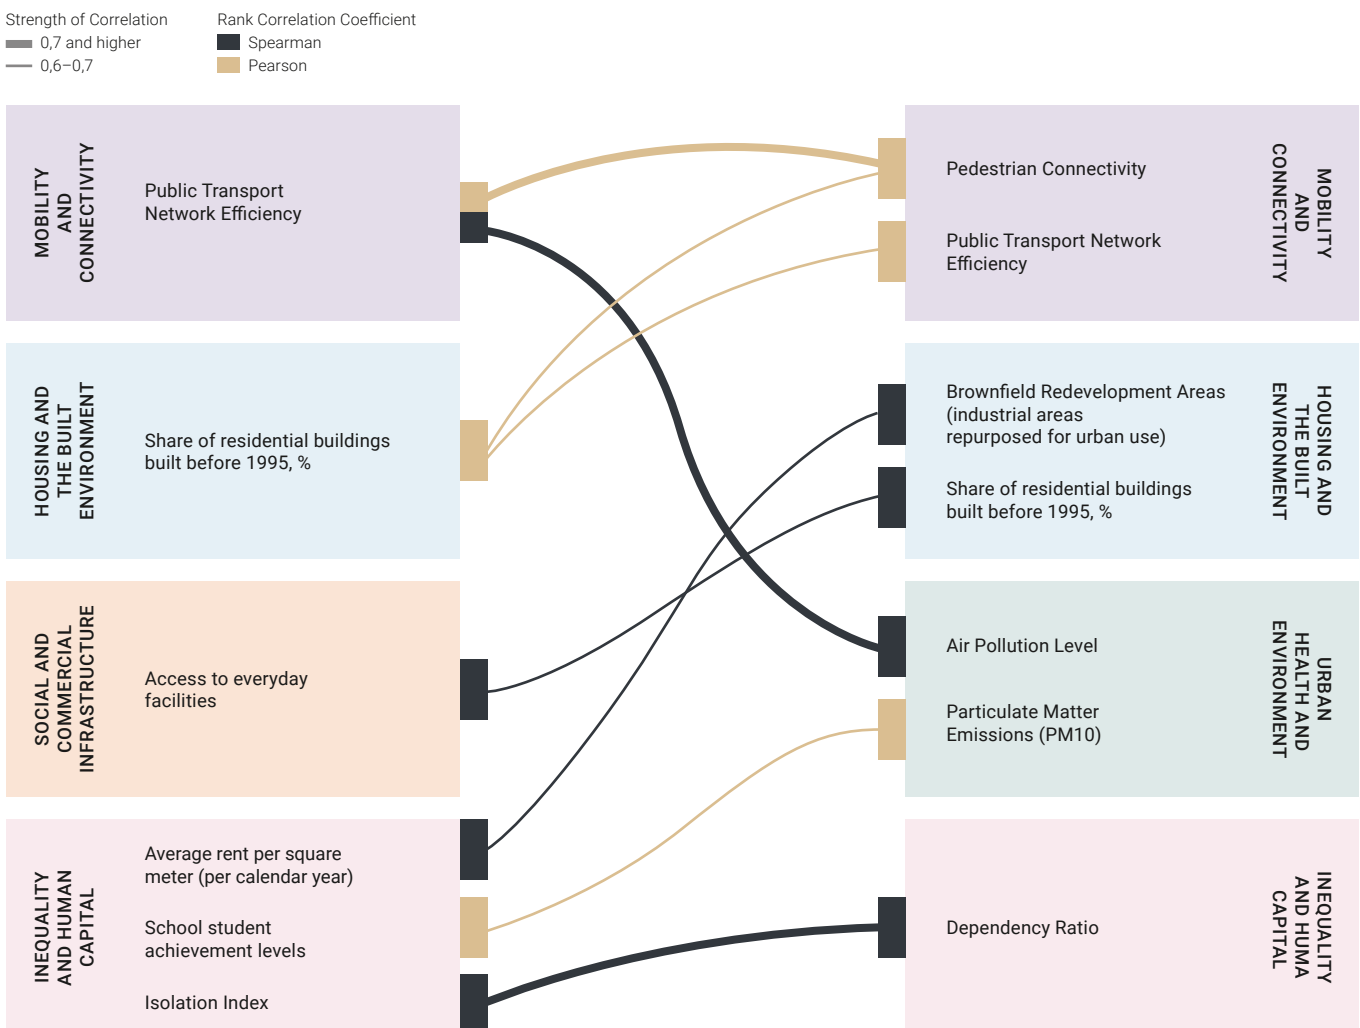 Strength of Correlation
0,7 and higher
0,6–0,7
Rank Correlation Coefficient
Spearman
Pearson
MOBILITY
AND
CONNECTIVITY
Public Transport
Network Efficiency
HOUSING AND
THE BUILT
ENVIRONMENT
Share of residential buildings
built before 1995, %
SOCIAL AND
COMMERCIAL
INFRASTRUCTURE
Access to everyday
facilities
INEQUALITY
AND HUMAN
CAPITAL
Average rent per square
meter (per calendar year)
School student
achievement levels
Isolation Index
Pedestrian Connectivity
Public Transport Network
Efficiency
MOBILITY
AND
CONNECTIVITY
Brownfield Redevelopment Areas
(industrial areas
repurposed for urban use)
Share of residential buildings
built before 1995, %
HOUSING AND
THE BUILT
ENVIRONMENT
Air Pollution Level
Particulate Matter
Emissions (PM10)
URBAN
HEALTH AND
ENVIRONMENT
Dependency Ratio
INEQUALITY
AND HUMA
CAPITAL